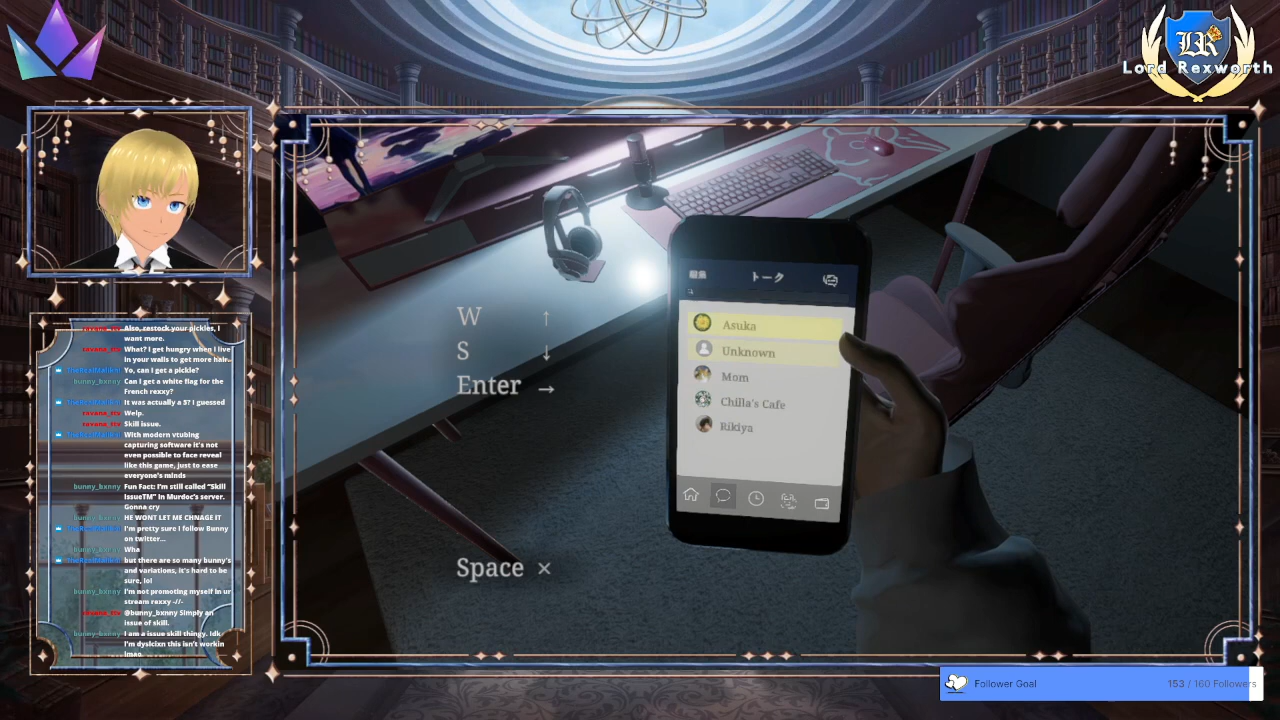 LR
Lord Rexworth
トーク
Asuka
Unknown
Mom
Chilla's Cafe
Rikiya
W ↑
S ↓
Enter →
Space ×
Also, restock your pickles, I
want more.
What? I get hungry when I live
in your walls to get more hair.
Yo, can I get a pickle?
bunny_bxnny Can I get a white flag for the
French rexxy?
It was actually a 5? I guessed
Welp.
Skill issue.
With modern vtubing
capturing software it's not
even possible to face reveal
like this game, just to ease
everyone's minds
bunny_bxnny Fun Fact: I'm still called "Skill
IssueTM" in Murdoc's server.
Gonna cry
bunny_bxnny HE WONT LET ME CHNAGE IT
I'm pretty sure I follow Bunny
on twitter...
bunny_bxnny Wha
but there are so many bunny's
and variations, it's hard to be
sure, lol
bunny_bxnny I'm not promoting myself in ur
stream rexxy -//-
@bunny_bxnny Simply an
issue of skill.
bunny_bxnny I am a issue skill thingy. Idk
I'm dyslcixn this isn't workin
lmao
Follower Goal 153 / 160 Followers